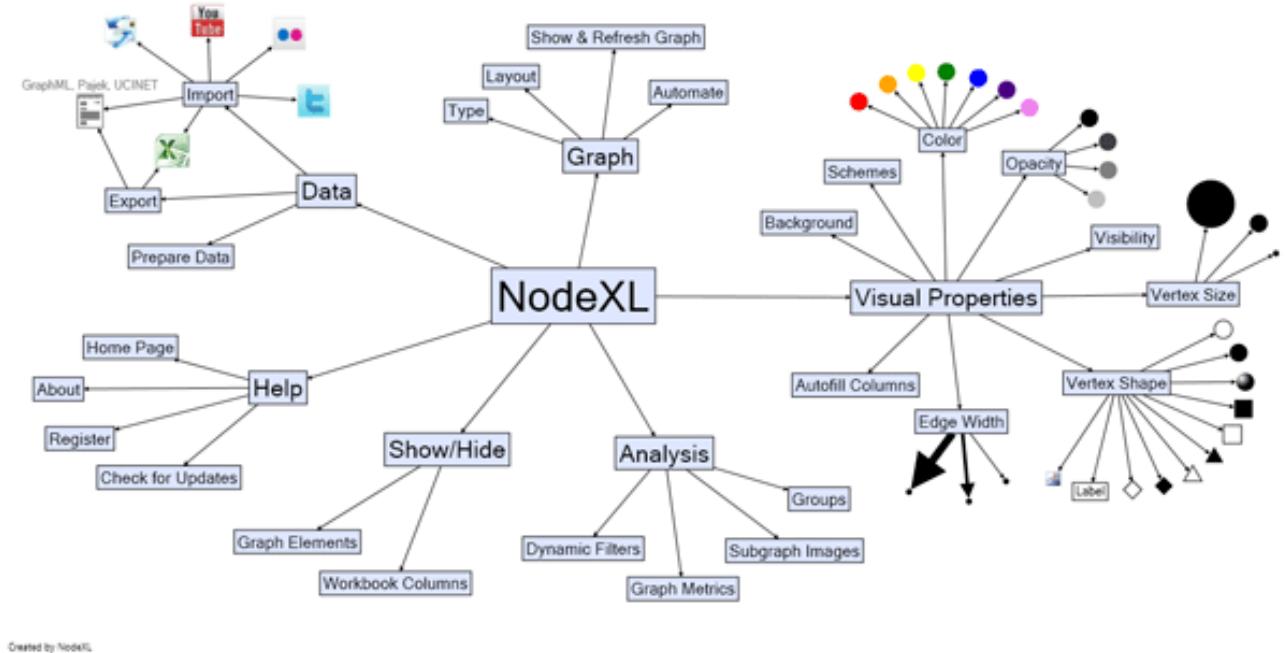 You
Tube
Show & Refresh Graph
GraphML, Pajek, UCINET
Import
Layout
Automate
Type
Graph
Color
Opacity
Schemes
Export
Data
Background
Visibility
Prepare Data
NodeXL
Visual Properties
Vertex Size
Home Page
About
Help
Autofill Columns
Vertex Shape
Edge Width
Register
Show/Hide
Analysis
Check for Updates
Groups
Label
Graph Elements
Dynamic Filters
Subgraph Images
Workbook Columns
Graph Metrics
Created by NodeXL